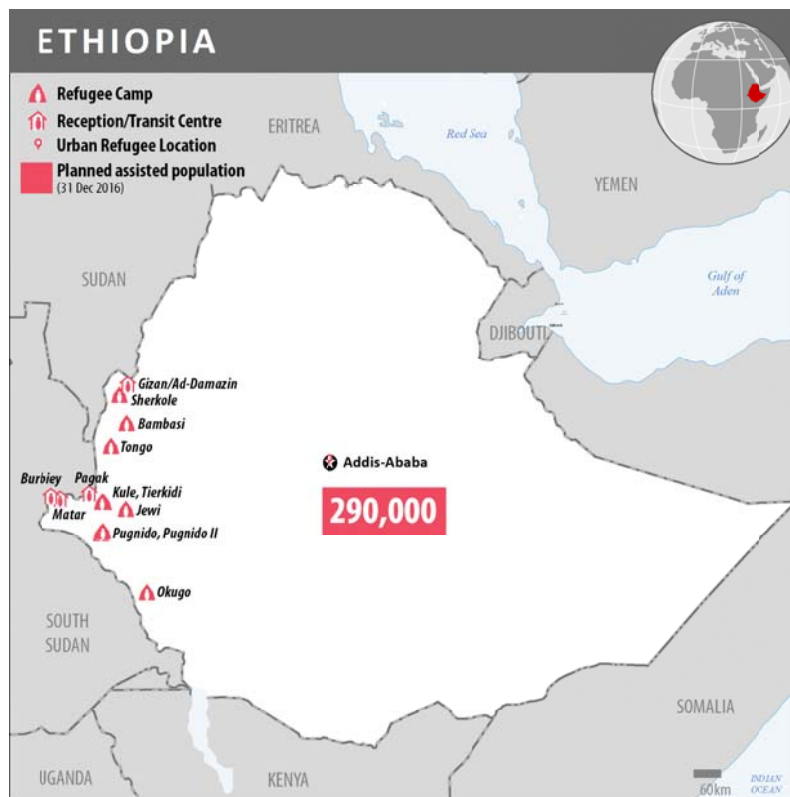 ETHIOPIA
Refugee Camp
Reception/Transit Centre
Urban Refugee Location
Planned assisted population
(31 Dec 2016)
ERITREA
Red Sea
YEMEN
SUDAN
Gulf of
Aden
DJIBOUTI
Gizan/Ad-Damazin
Sherkole
Bambasi
Tongo
Addis-Ababa
Burbiey
Pagak
Kule, Tierkidi
Matar
Jewi
290,000
Pugnido, Pugnido II
Okugo
SOUTH
SUDAN
SOMALIA
UGANDA
KENYA
60km
INDIAN
OCEAN